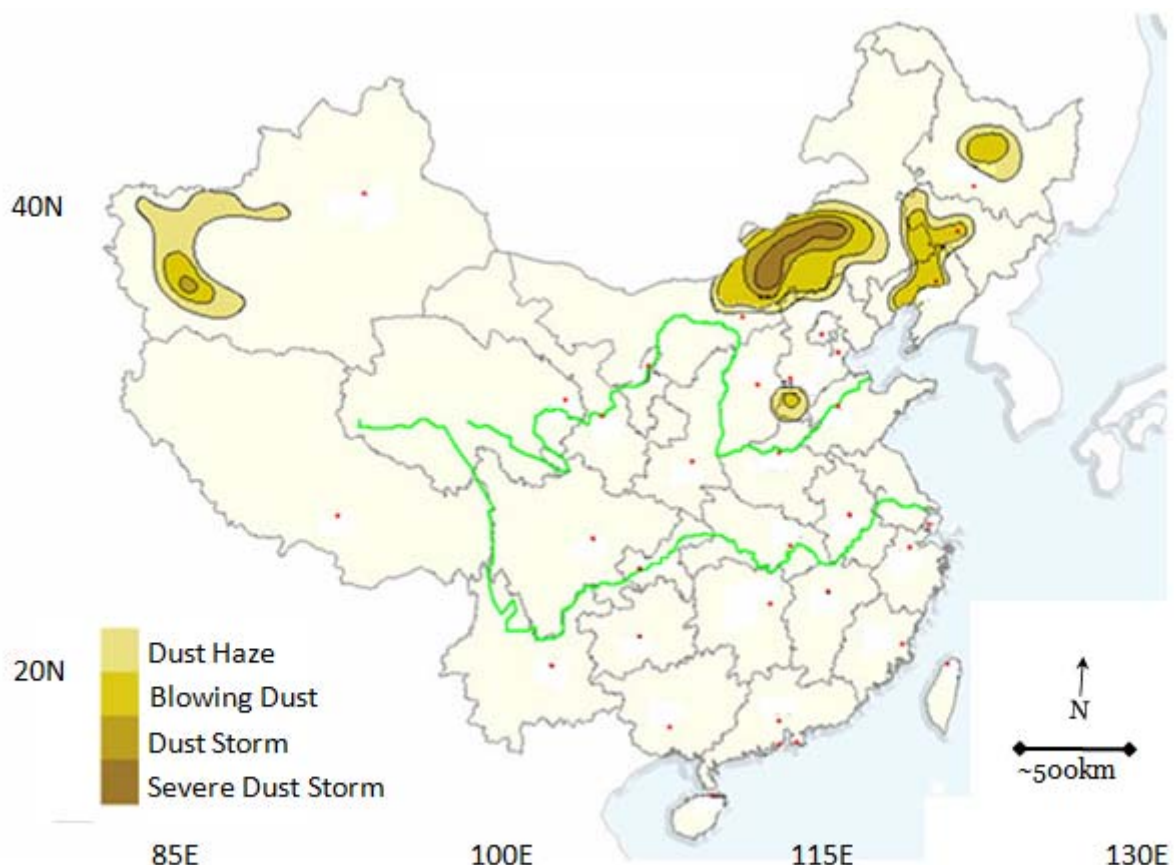 40N
20N
Dust Haze
Blowing Dust
Dust Storm
Severe Dust Storm
N
~500km
85E
100E
115E
130E